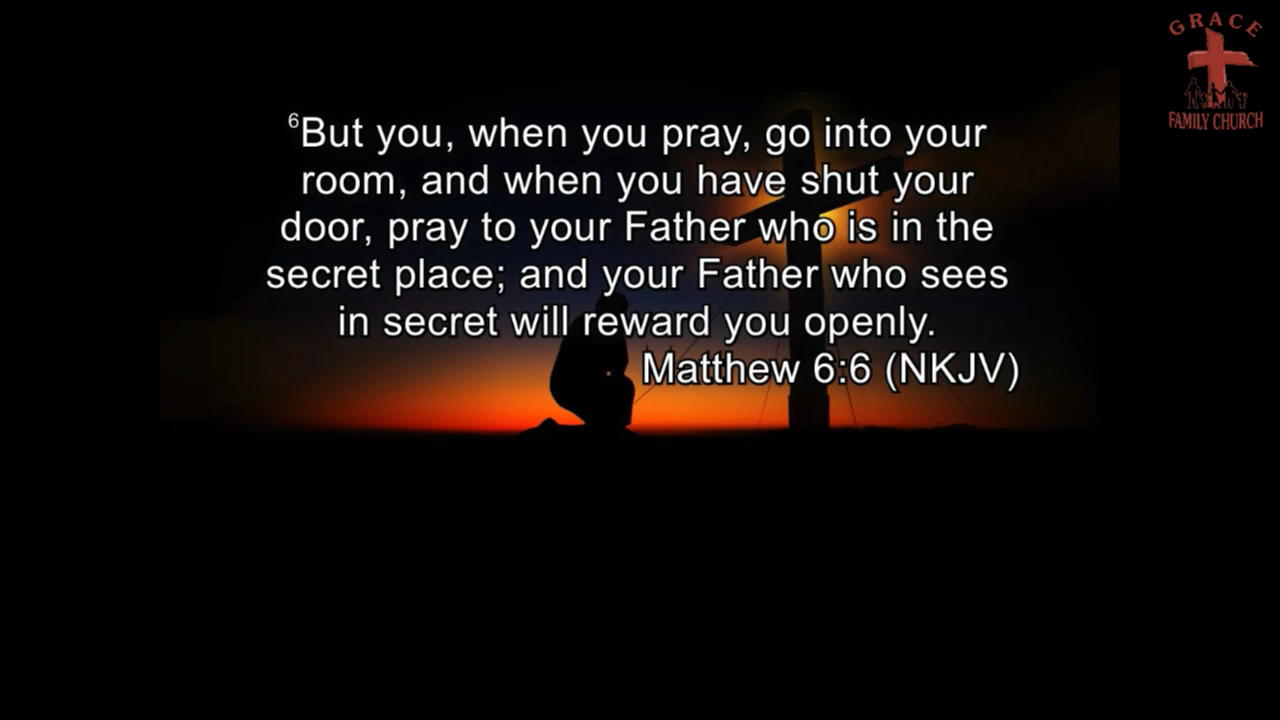 GRACE
FAMILY CHURCH
6But you, when you pray, go into your
room, and when you have shut your
door, pray to your Father who is in the
secret place; and your Father who sees
in secret will reward you openly.
Matthew 6:6 (NKJV)